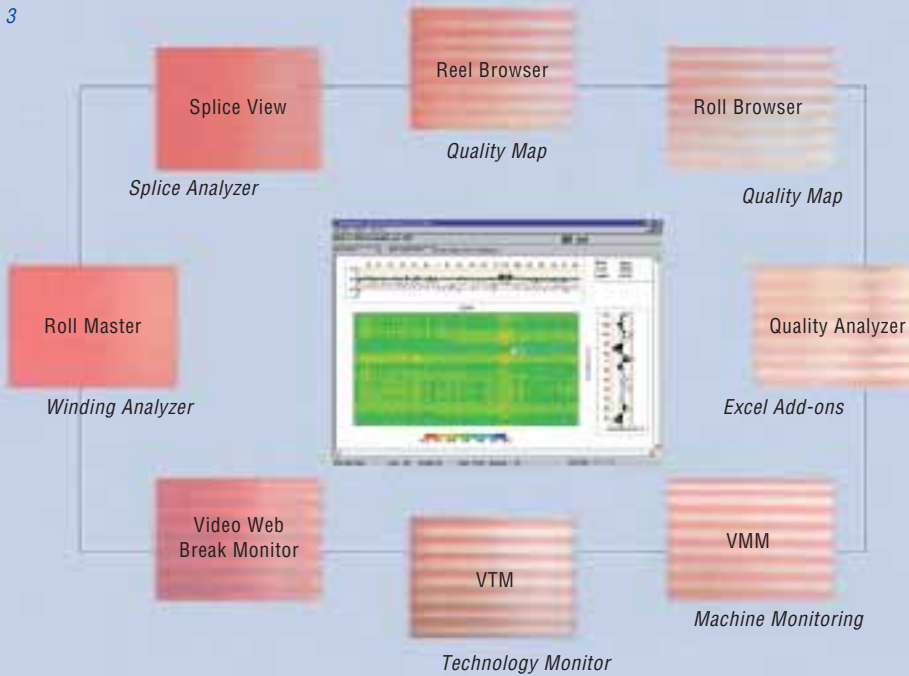 3
Reel Browser
Splice View
Roll Browser
Quality Map
Splice Analyzer
Quality Map
Roll Master
Quality Analyzer
Winding Analyzer
Excel Add-ons
Video Web
Break Monitor
VMM
VTM
Machine Monitoring
Technology Monitor